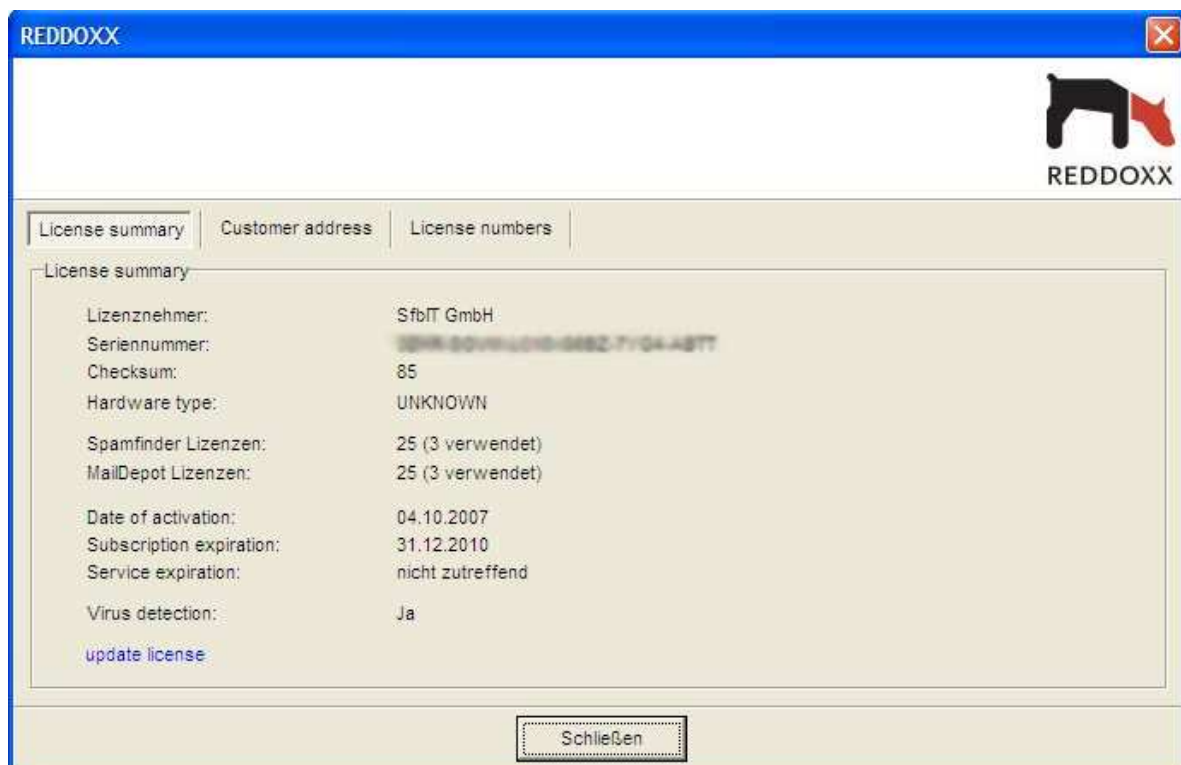 REDDOXX
REDDOXX
License summary Customer address License numbers
License summary
Lizenznehmer: SfbIT GmbH
Seriennummer:
Checksum: 85
Hardware type: UNKNOWN
Spamfinder Lizenzen: 25 (3 verwendet)
MailDepot Lizenzen: 25 (3 verwendet)
Date of activation: 04.10.2007
Subscription expiration: 31.12.2010
Service expiration: nicht zutreffend
Virus detection: Ja
update license
Schließen